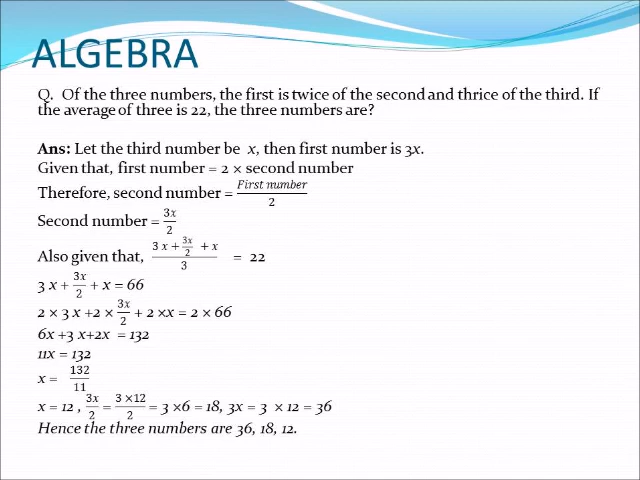 ALGEBRA
Q. Of the three numbers, the first is twice of the second and thrice of the third. If
the average of three is 22, the three numbers are?
Ans: Let the third number be x, then first number is 3x.
Given that, first number = 2 × second number
Therefore, second number = First number / 2
Second number = 3x / 2
Also given that, (3 x + 3x/2 + x) / 3 = 22
3 x + 3x/2 + x = 66
2 × 3 x +2 × 3x/2 + 2 ×x = 2 × 66
6x +3 x+2x = 132
11x = 132
x = 132/11
x = 12 , 3x/2 = 3 ×12/2 = 3 ×6 = 18, 3x = 3 × 12 = 36
Hence the three numbers are 36, 18, 12.